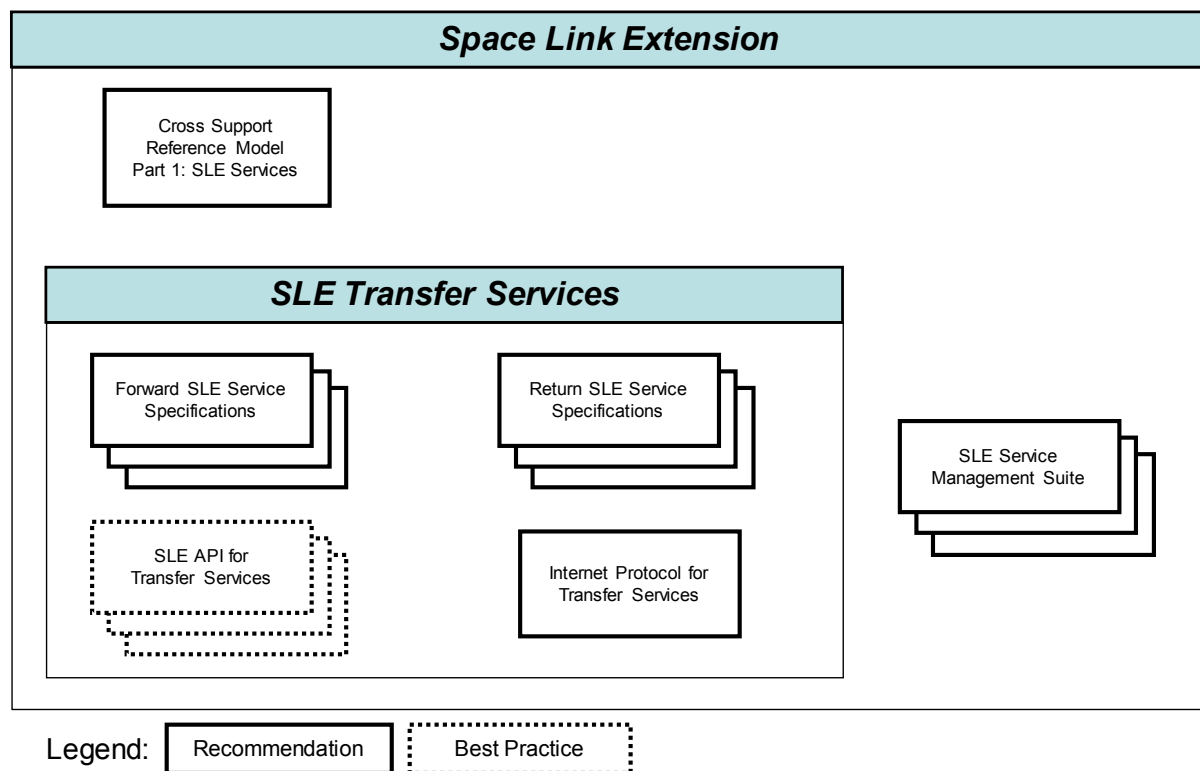 Space Link Extension
Cross Support
Reference Model
Part 1: SLE Services
SLE Transfer Services
Forward SLE Service
Specifications
Return SLE Service
Specifications
SLE Service
Management Suite
SLE API for
Transfer Services
Internet Protocol for
Transfer Services
Legend:
Recommendation
Best Practice